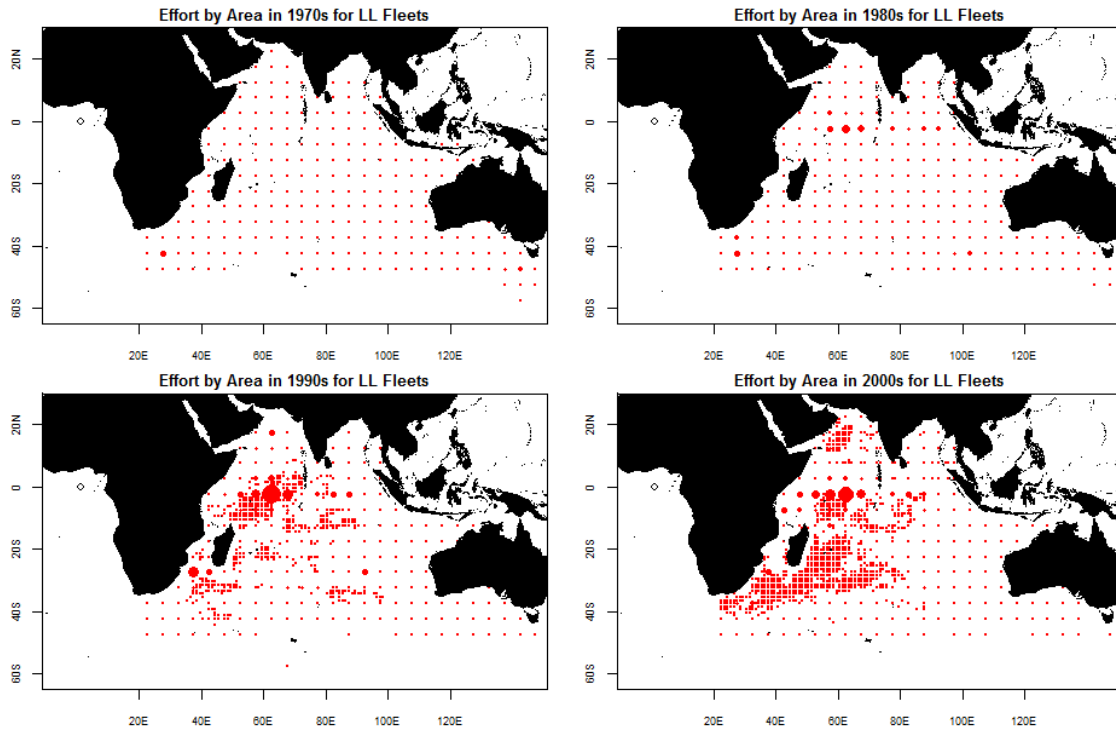 Effort by Area in 1970s for LL Fleets
20N
0
20S
40S
60S
20E 40E 60E 80E 100E 120E
Effort by Area in 1980s for LL Fleets
20N
0
20S
40S
60S
20E 40E 60E 80E 100E 120E
Effort by Area in 1990s for LL Fleets
20N
0
20S
40S
60S
20E 40E 60E 80E 100E 120E
Effort by Area in 2000s for LL Fleets
20N
0
20S
40S
60S
20E 40E 60E 80E 100E 120E